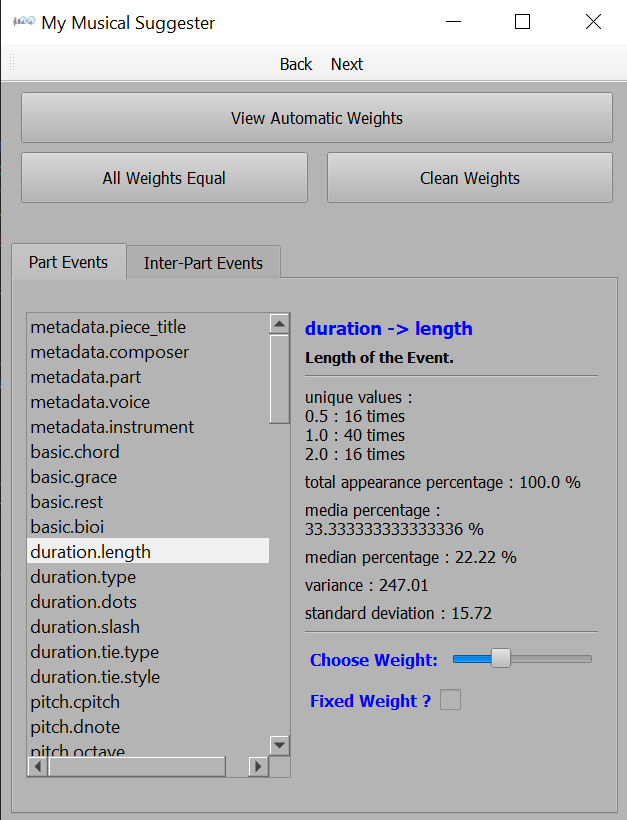 My Musical Suggester
Back Next
View Automatic Weights
All Weights Equal Clean Weights
Part Events Inter-Part Events
metadata.piece_title
metadata.composer
metadata.part
metadata.voice
metadata.instrument
basic.chord
basic.grace
basic.rest
basic.bioi
duration.length
duration.type
duration.dots
duration.slash
duration.tie.type
duration.tie.style
pitch.cpitch
pitch.dnote
pitch.octave
duration -> length
Length of the Event.
unique values :
0.5 : 16 times
1.0 : 40 times
2.0 : 16 times
total appearance percentage : 100.0 %
media percentage :
33.333333333333336 %
median percentage : 22.22 %
variance : 247.01
standard deviation : 15.72
Choose Weight:
Fixed Weight ?